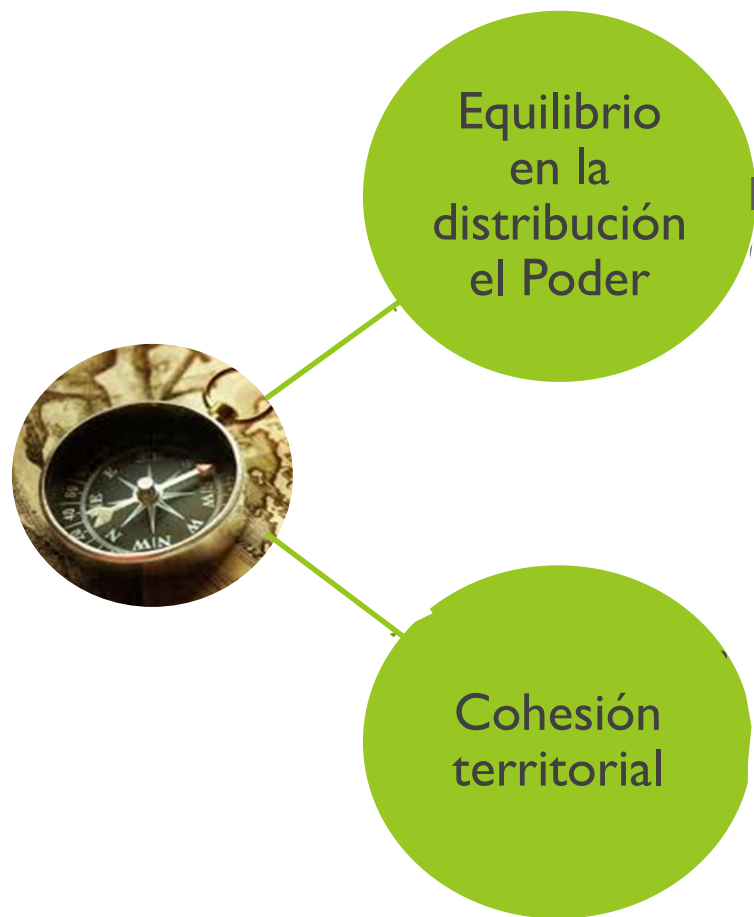 Equilibrio
en la
distribución
el Poder
Cohesión
territorial